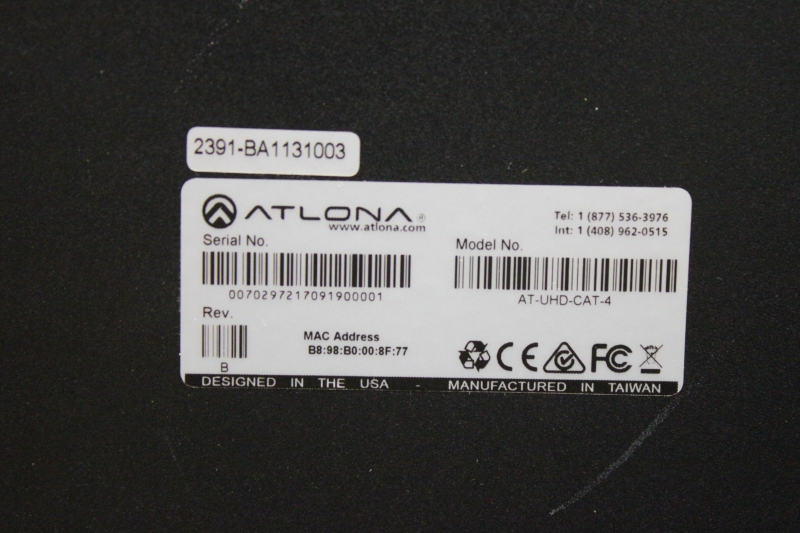 2391-BA1131003
ATLONA®
www.atlona.com
Tel: 1 (877) 536-3976
Int: 1 (408) 962-0515
Serial No.
0070297217091900001
Model No.
AT-UHD-CAT-4
Rev.
B
MAC Address
B8:98:B0:00:8F:77
CE FC
DESIGNED IN THE USA - MANUFACTURED IN TAIWAN